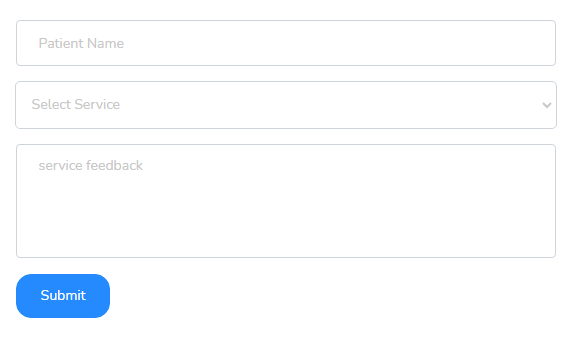 Patient Name
Select Service
service feedback
Submit